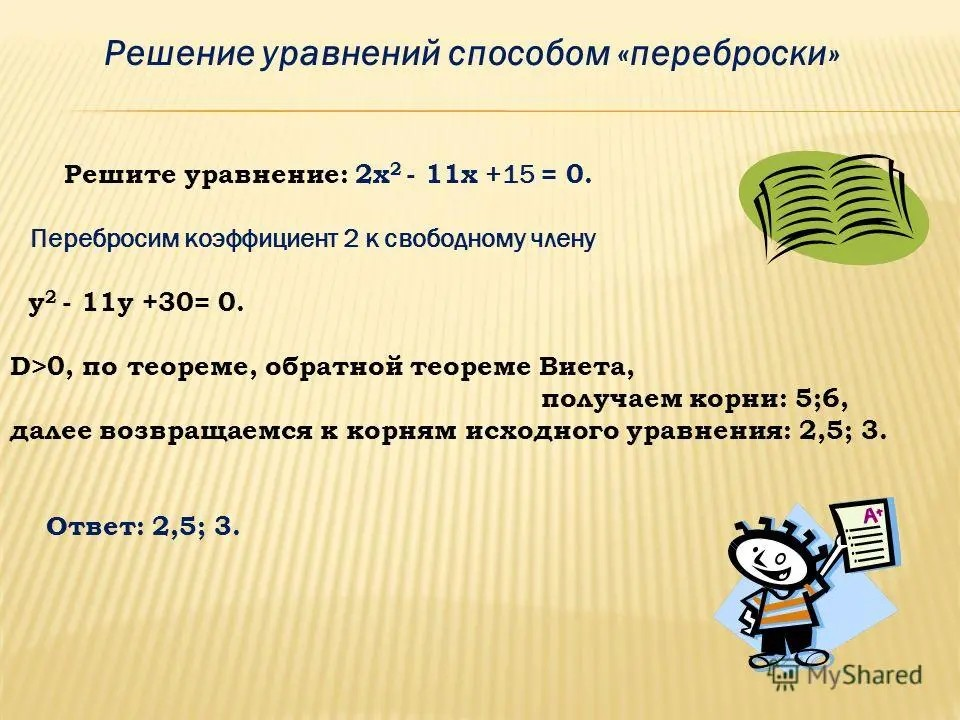 Решение уравнений способом «переброски»
Решите уравнение: 2x² - 11x +15 = 0.
Перебросим коэффициент 2 к свободному члену
y² - 11y +30= 0.
D>0, по теореме, обратной теореме Виета,
получаем корни: 5;6,
далее возвращаемся к корням исходного уравнения: 2,5; 3.
A+
Ответ: 2,5; 3.
MyShared